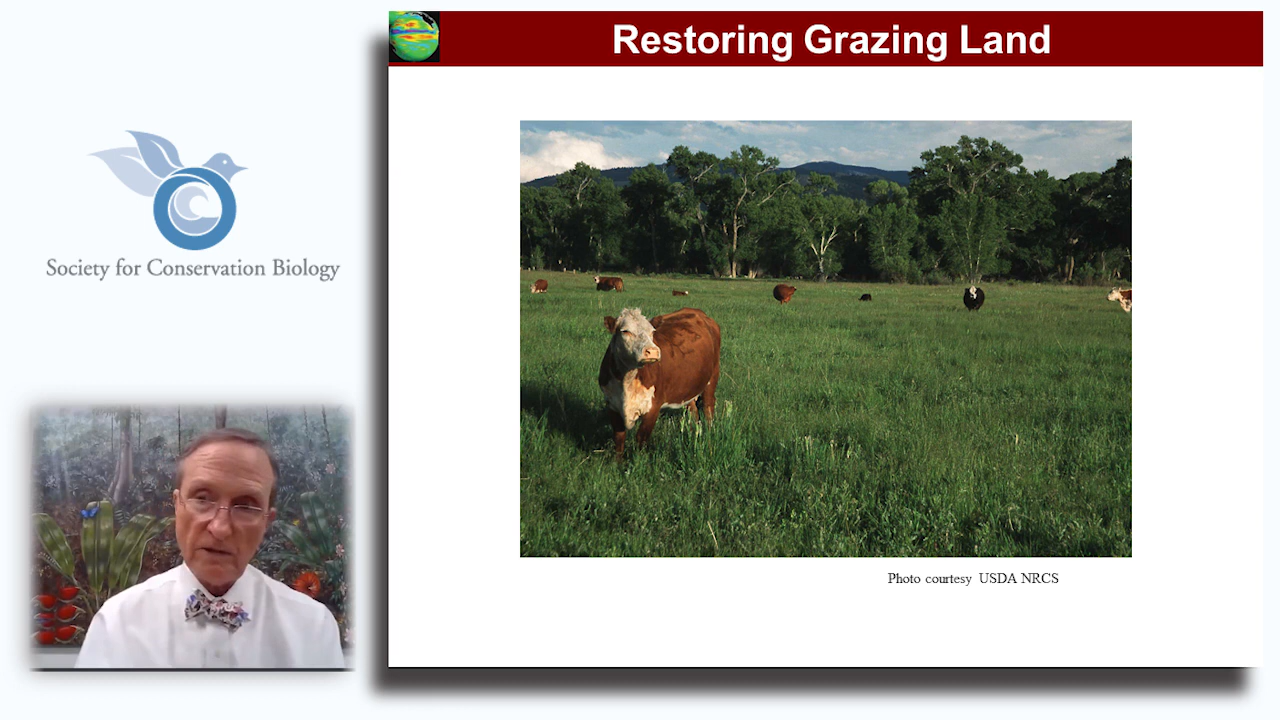 Restoring Grazing Land
Society for Conservation Biology
Photo courtesy USDA NRCS